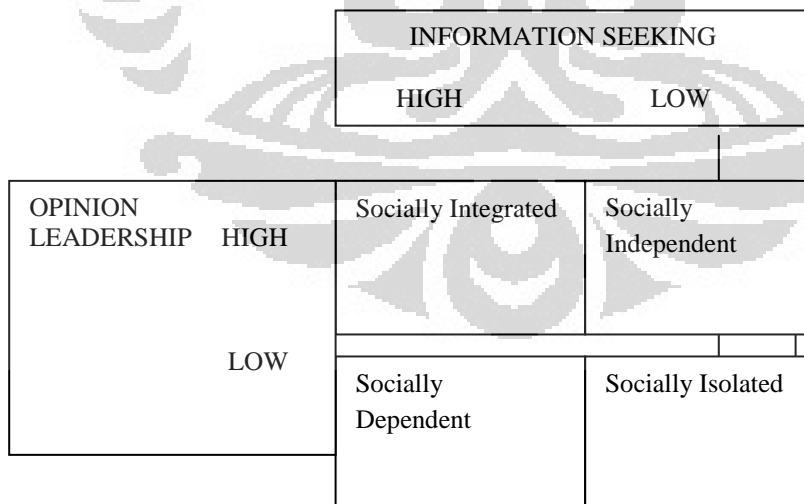 INFORMATION SEEKING
HIGH LOW
OPINION
LEADERSHIP HIGH
LOW
Socially Integrated
Socially
Independent
Socially
Dependent
Socially Isolated